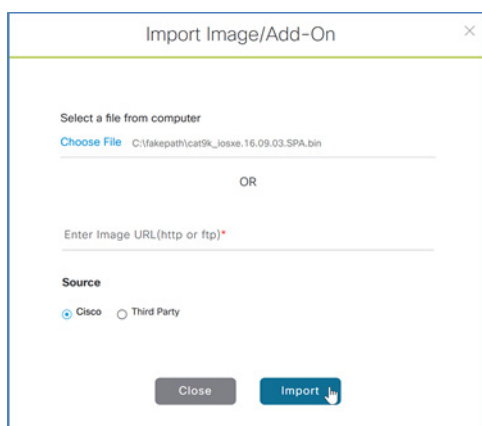 Import Image/Add-On
Select a file from computer
Choose File C:\fakepath\cat9k_iosxe.16.09.03.SPA.bin
OR
Enter Image URL(http or ftp)*
Source
Cisco Third Party
Close Import